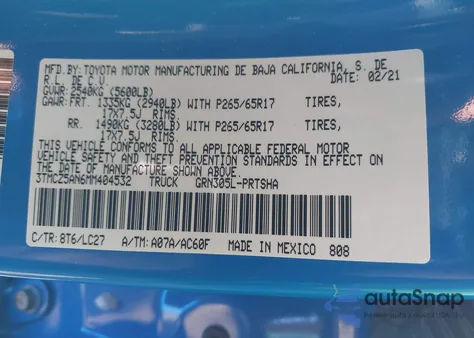 MFD.BY:TOYOTA MOTOR MANUFACTURING DE BAJA CALIFORNIA, S. DE
R.L. DE C.V. DATE: 02/21
GVWR: 2540KG (5600LB)
GAWR:FRT. 1335KG (2940LB) WITH P265/65R17 TIRES,
17X7.5J RIMS.
RR. 1490KG (3280LB) WITH P265/65R17 TIRES,
17X7.5J RIMS.
THIS VEHICLE CONFORMS TO ALL APPLICABLE FEDERAL MOTOR
VEHICLE SAFETY AND THEFT PREVENTION STANDARDS IN EFFECT ON
THE DATE OF MANUFACTURE SHOWN ABOVE.
3TMCZ5AN6MM404532 TRUCK GRN305L-PRTSHA
C/TR: 8T6/LC27 A/TM: A07A/AC60F MADE IN MEXICO 808
autoSnap